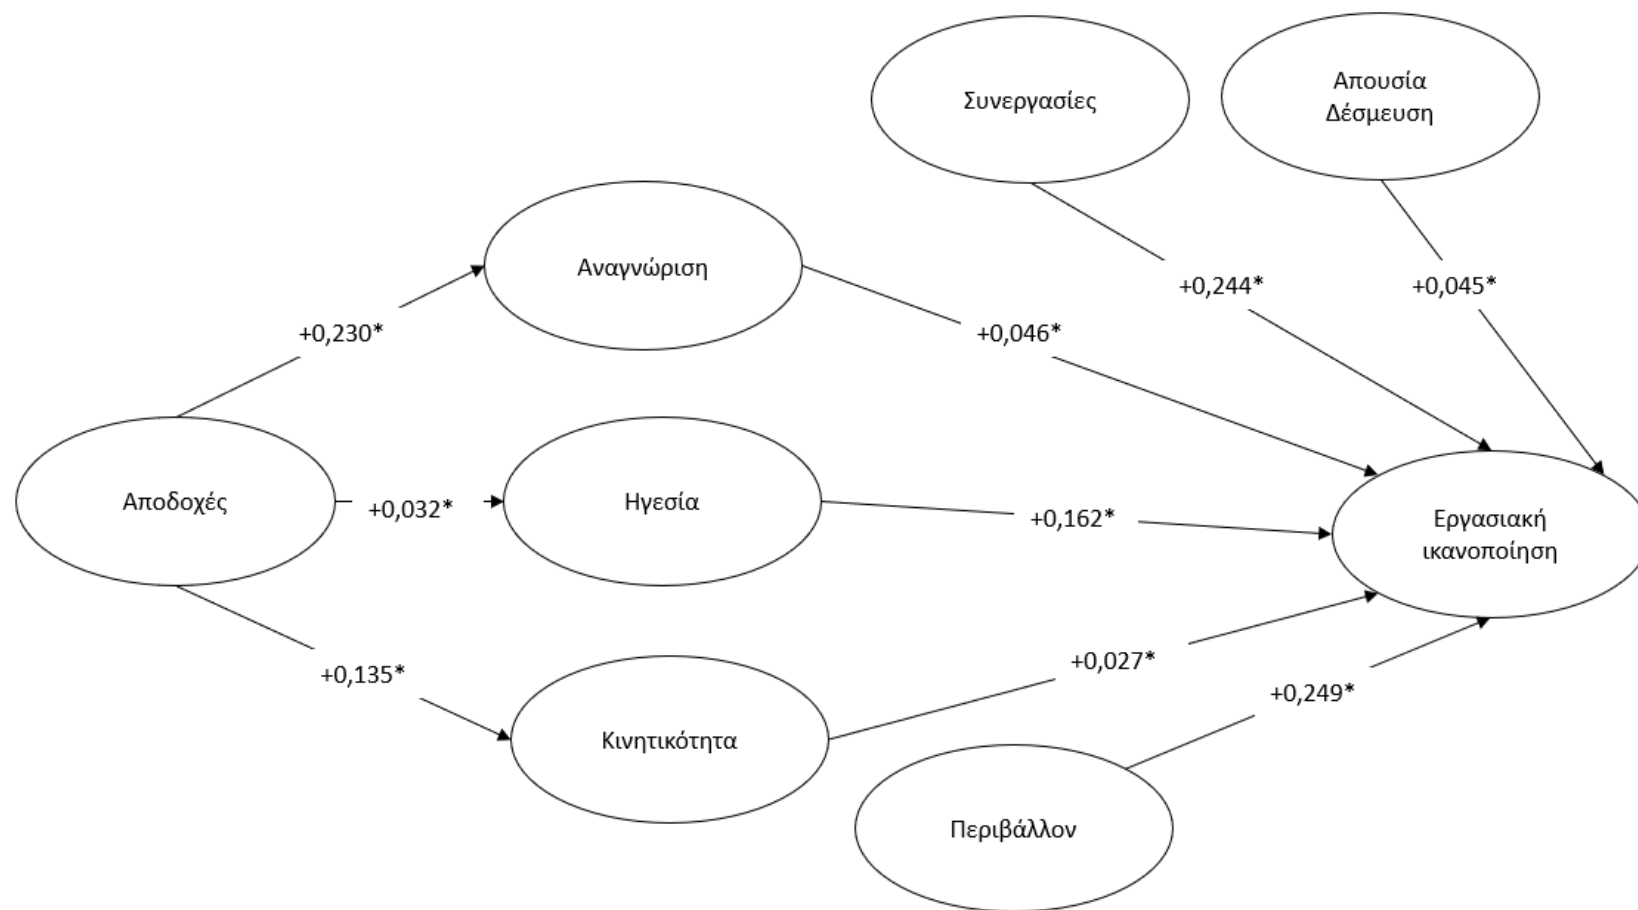 Συνεργασίες
Απουσία
Δέσμευση
Αναγνώριση
+0,244*
+0,045*
+0,230*
+0,046*
Αποδοχές
+0,032*
Ηγεσία
+0,162*
Εργασιακή
ικανοποίηση
+0,135*
+0,027*
+0,249*
Κινητικότητα
Περιβάλλον